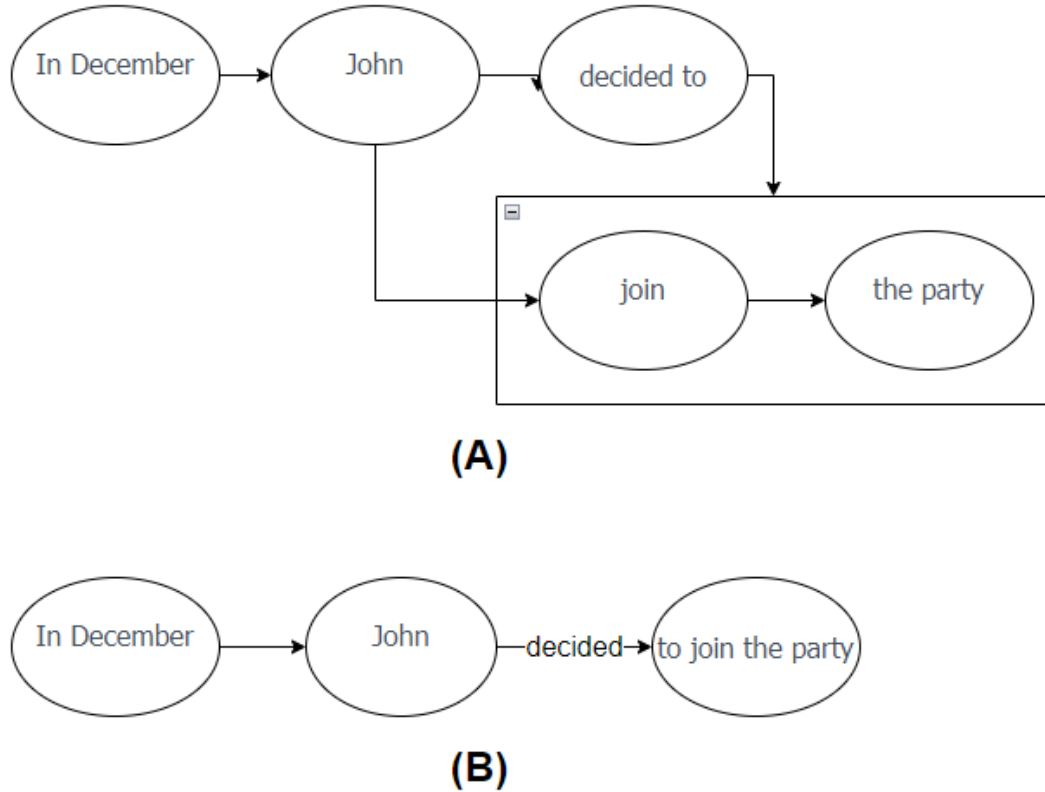 In December
John
decided to
join
the party
(A)
In December
John
decided
to join the party
(B)